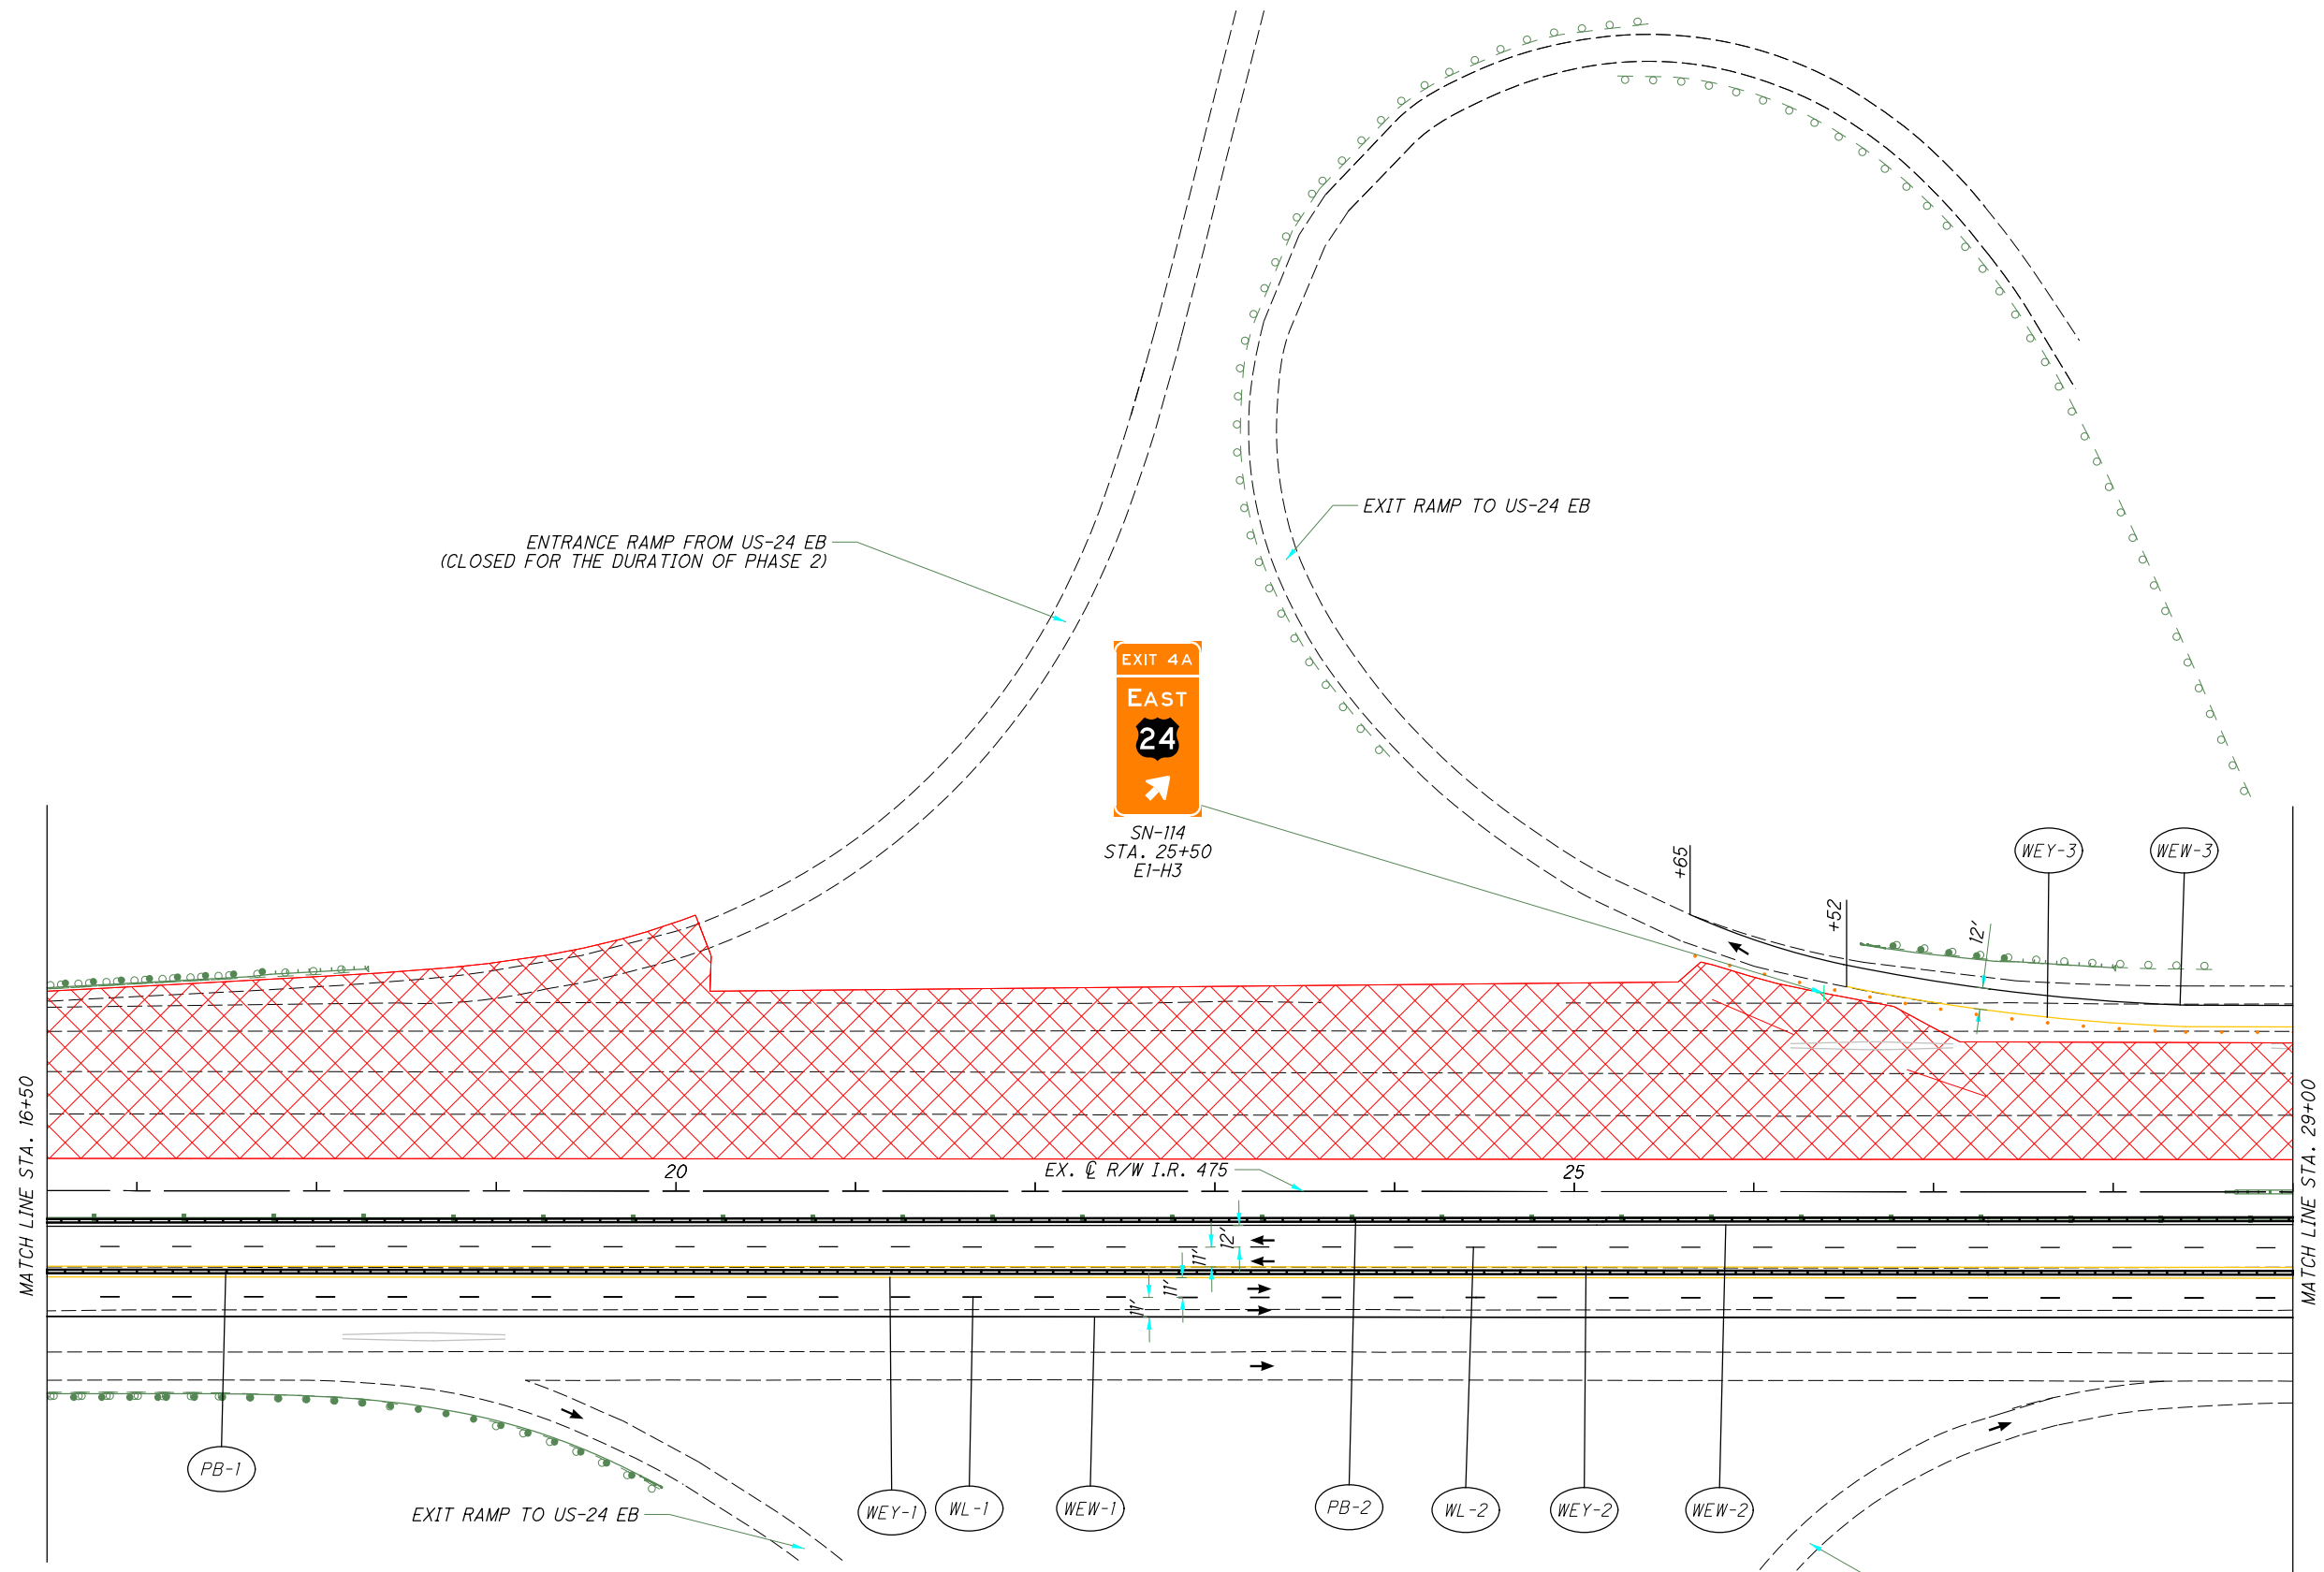 EXIT RAMP TO US-24 EB
ENTRANCE RAMP FROM US-24 EB
(CLOSED FOR THE DURATION OF PHASE 2)
EXIT 4A
EAST
24
SN-114
STA. 25+50
E1-H3
+65
+52
12'
WEY-3
WEW-3
MATCH LINE STA. 16+50
MATCH LINE STA. 29+00
20
EX. ℄ R/W I.R. 475
25
12'
11'
11'
11'
PB-1
WEY-1
WL-1
WEW-1
PB-2
WL-2
WEY-2
WEW-2
EXIT RAMP TO US-24 EB